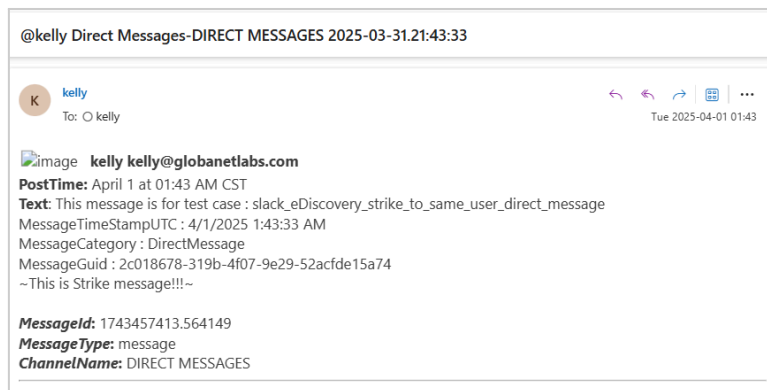 @kelly Direct Messages-DIRECT MESSAGES 2025-03-31.21:43:33
K
kelly
To: kelly
Tue 2025-04-01 01:43
image kelly kelly@globanetlabs.com
PostTime: April 1 at 01:43 AM CST
Text: This message is for test case : slack_eDiscovery_strike_to_same_user_direct_message
MessageTimeStampUTC : 4/1/2025 1:43:33 AM
MessageCategory : DirectMessage
MessageGuid : 2c018678-319b-4f07-9e29-52acfde15a74
~This is Strike message!!!~
MessageId: 1743457413.564149
MessageType: message
ChannelName: DIRECT MESSAGES